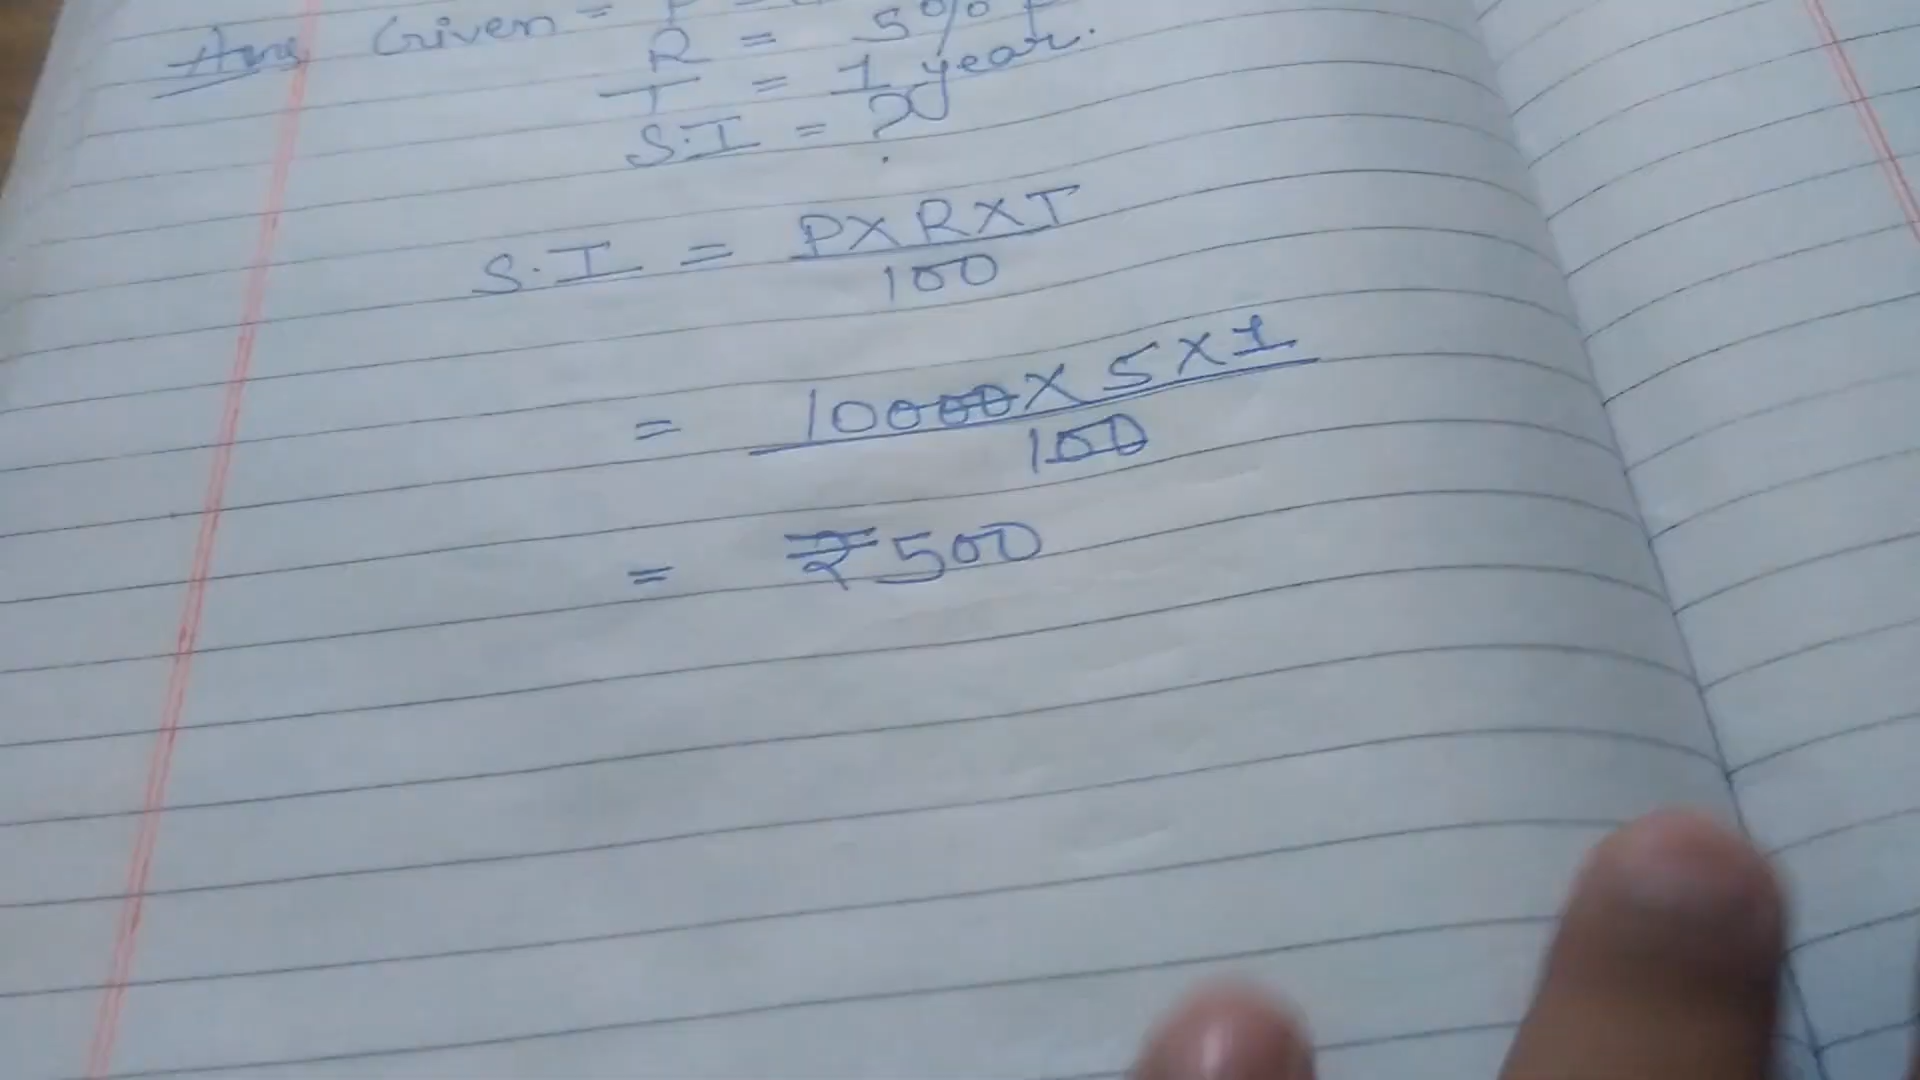 Ans Given = P =
R = 5%
T = 1 year.
S.I = ?
S.I = P×R×T
100
= 10000×5×1
100
= ₹500